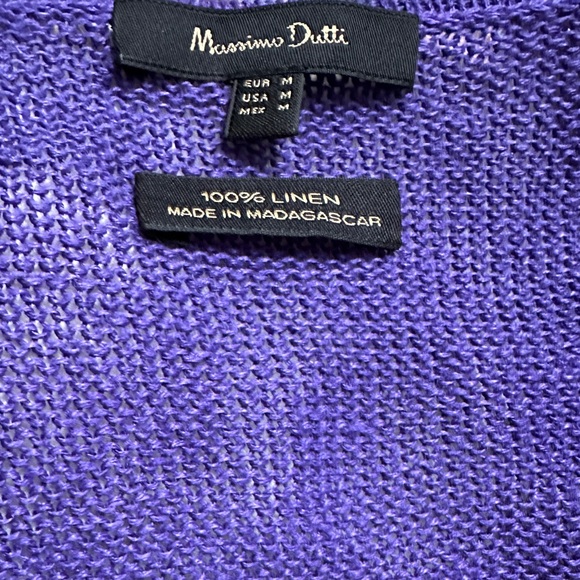 Massimo Dutti
EUR M
USA M
MEX M
100% LINEN
MADE IN MADAGASCAR